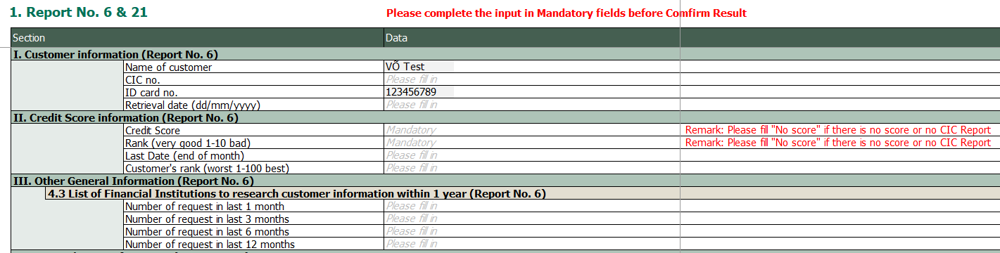 1. Report No. 6 & 21 Please complete the input in Mandatory fields before Comfirm Result
Section Data
I. Customer information (Report No. 6)
Name of customer VÕ Test
CIC no. Please fill in
ID card no. 123456789
Retrieval date (dd/mm/yyyy) Please fill in
II. Credit Score information (Report No. 6)
Credit Score Mandatory Remark: Please fill "No score" if there is no score or no CIC Report
Rank (very good 1-10 bad) Mandatory Remark: Please fill "No score" if there is no score or no CIC Report
Last Date (end of month) Please fill in
Customer's rank (worst 1-100 best) Please fill in
III. Other General Information (Report No. 6)
4.3 List of Financial Institutions to research customer information within 1 year (Report No. 6)
Number of request in last 1 month Please fill in
Number of request in last 3 months Please fill in
Number of request in last 6 months Please fill in
Number of request in last 12 months Please fill in